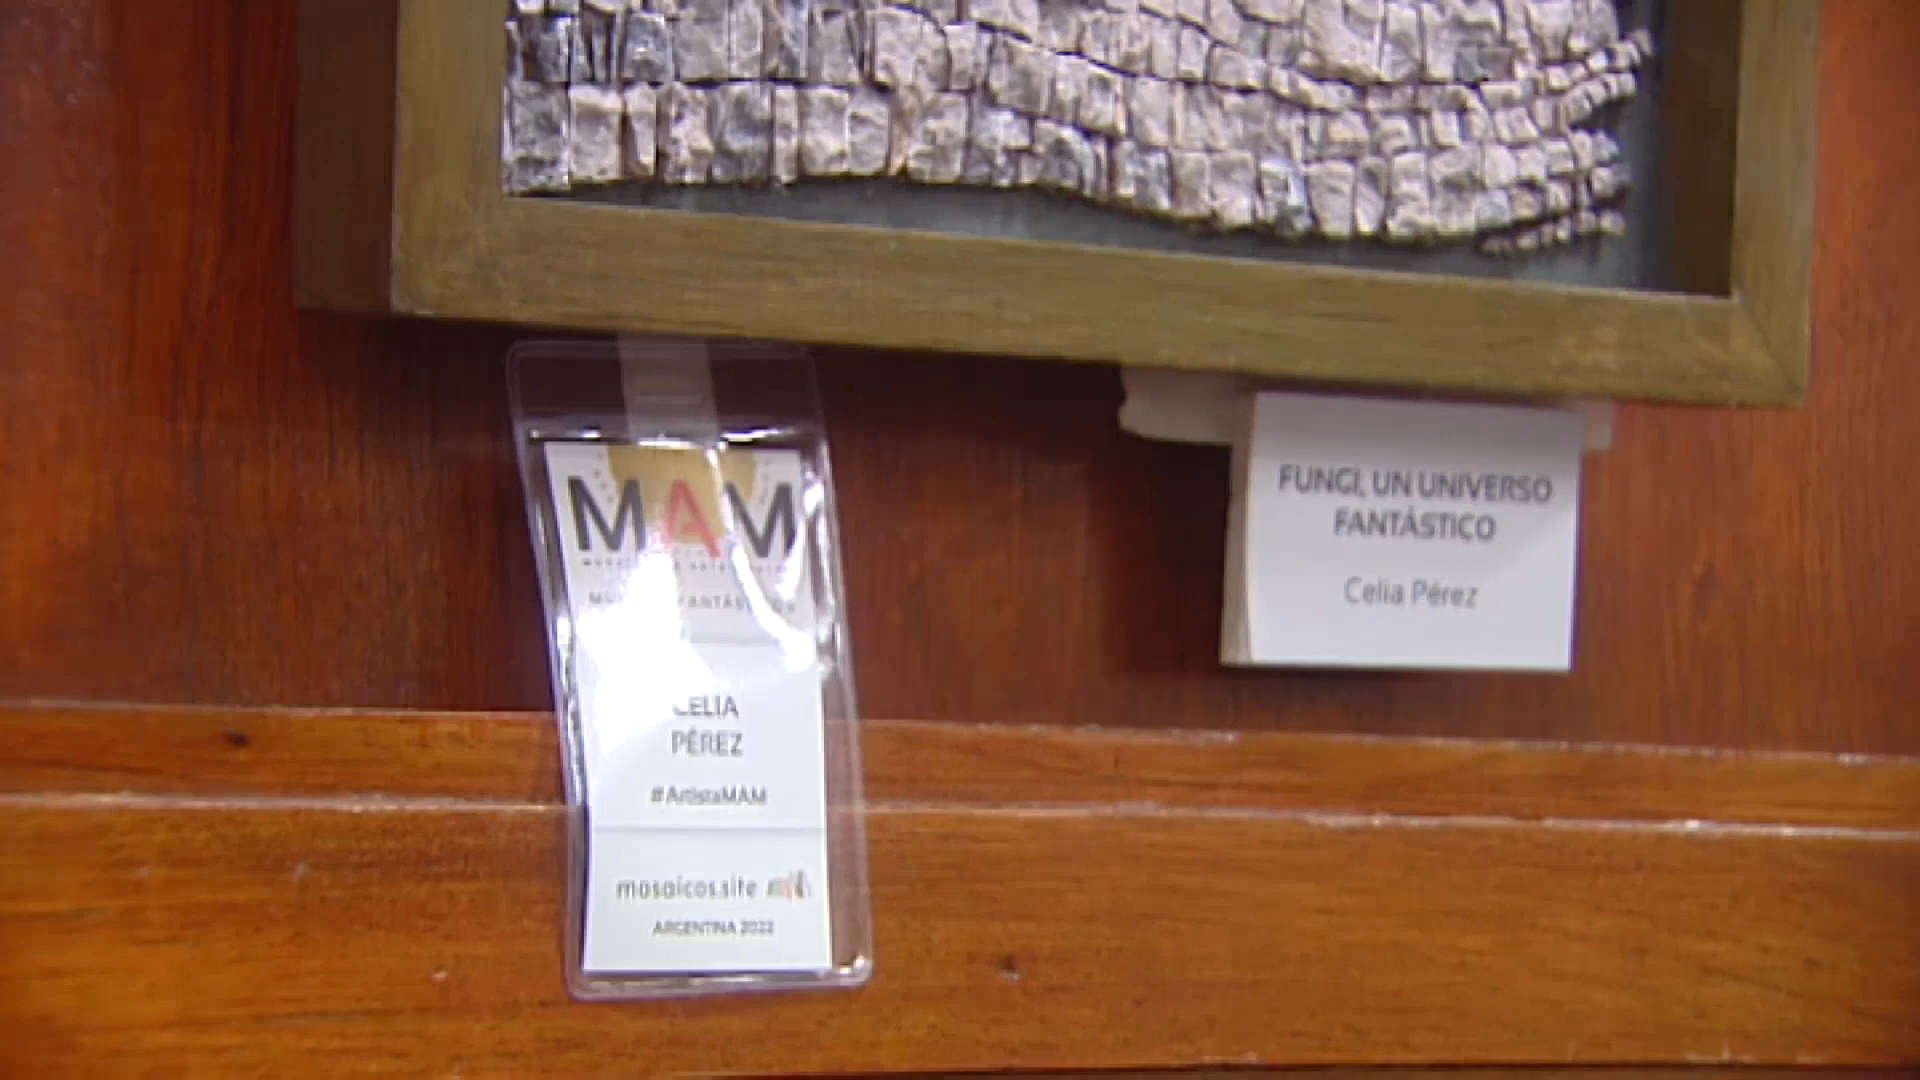 MAM
CELIA
PÉREZ
#ArtistaMAM
mosaicos.site
ARGENTINA 2022
FUNGI, UN UNIVERSO
FANTÁSTICO
Celia Pérez